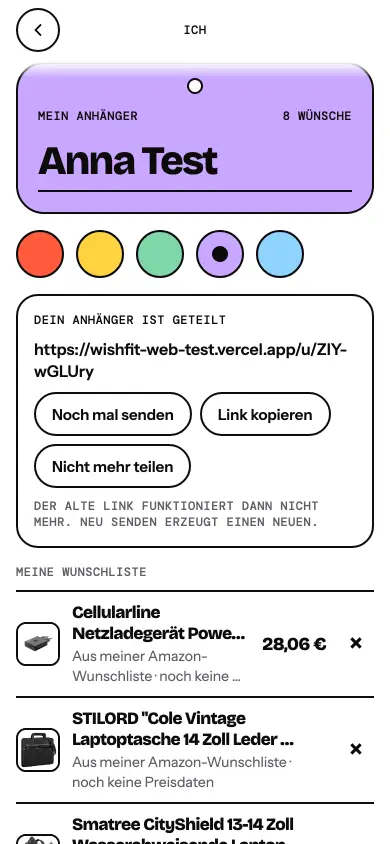 ICH
MEIN ANHÄNGER
8 WÜNSCHE
Anna Test
DEIN ANHÄNGER IST GETEILT
https://wishfit-web-test.vercel.app/u/ZIY-
wGLUry
Noch mal senden
Link kopieren
Nicht mehr teilen
DER ALTE LINK FUNKTIONIERT DANN NICHT
MEHR. NEU SENDEN ERZEUGT EINEN NEUEN.
MEINE WUNSCHLISTE
Cellularline
Netzladegerät Powe...
28,06 €
×
Aus meiner Amazon-
Wunschliste · noch keine ...
STILORD "Cole Vintage
Laptoptasche 14 Zoll Leder ...
×
Aus meiner Amazon-Wunschliste ·
noch keine Preisdaten
Smatree CityShield 13-14 Zoll